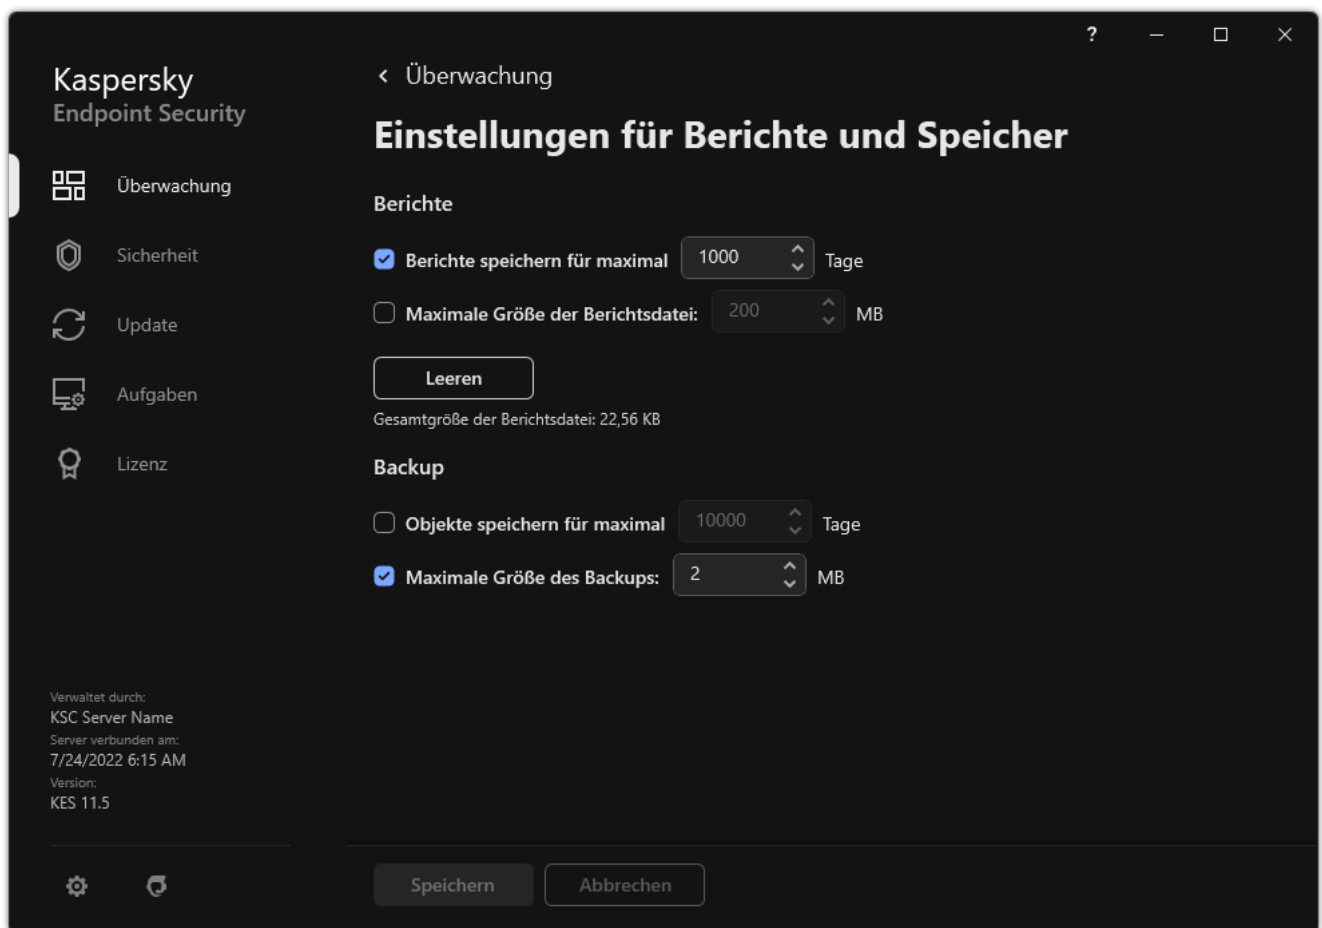 ?
Kaspersky
Endpoint Security
Überwachung
Sicherheit
Update
Aufgaben
Lizenz
Verwaltet durch:
KSC Server Name
Server verbunden am:
7/24/2022 6:15 AM
Version:
KES 11.5
Überwachung
Einstellungen für Berichte und Speicher
Berichte
Berichte speichern für maximal 1000 Tage
Maximale Größe der Berichtsdatei: 200 MB
Leeren
Gesamtgröße der Berichtsdatei: 22,56 KB
Backup
Objekte speichern für maximal 10000 Tage
Maximale Größe des Backups: 2 MB
Speichern Abbrechen